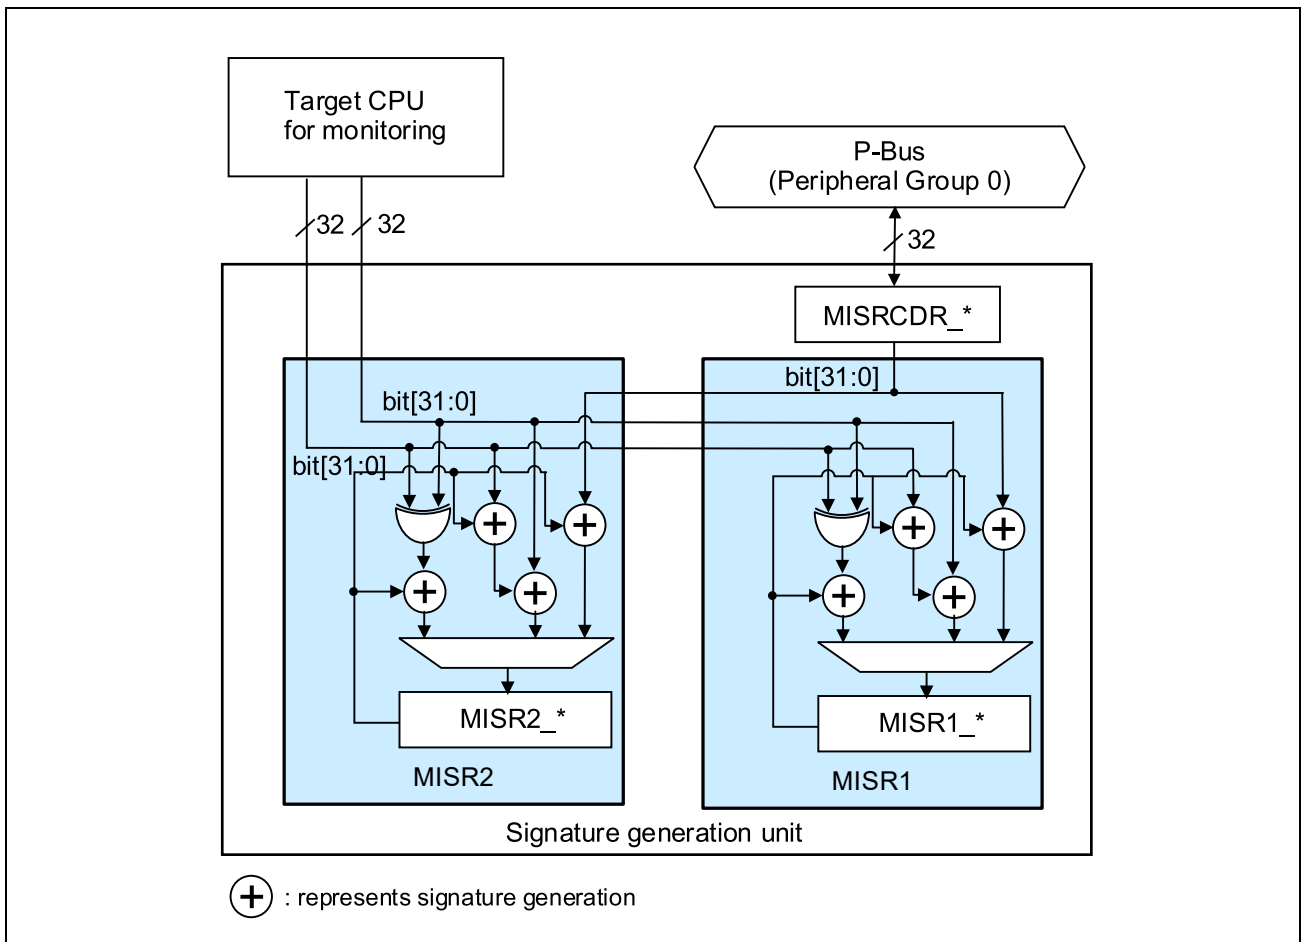 Target CPU
for monitoring
P-Bus
(Peripheral Group 0)
32
32
32
MISRCDR_*
bit[31:0]
bit[31:0]
bit[31:0]
+
+
+
+
+
+
+
+
MISR2_*
MISR1_*
MISR2
MISR1
Signature generation unit
+ : represents signature generation